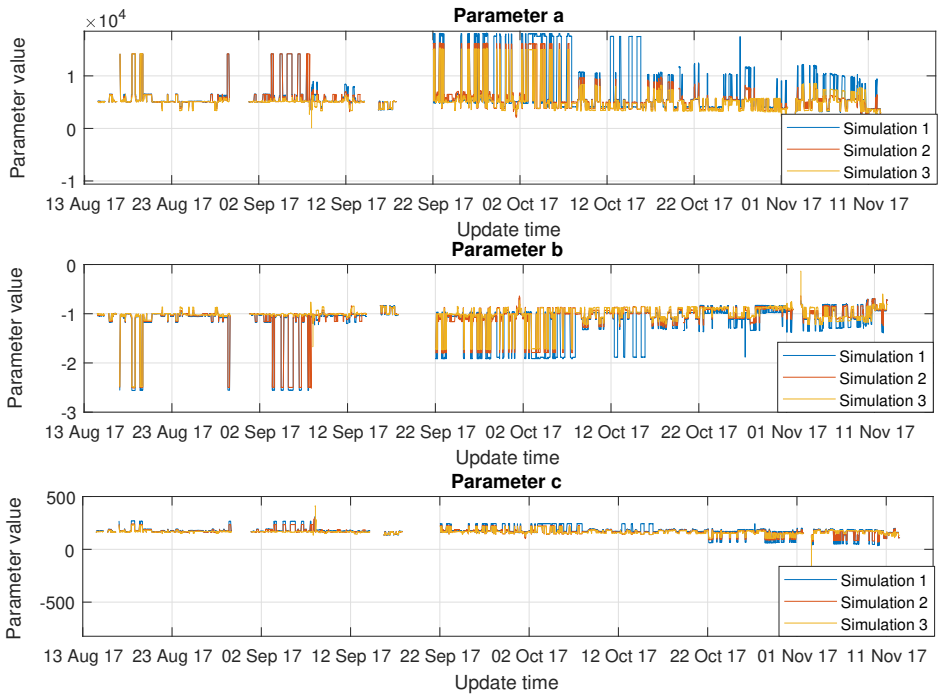 Parameter a
×10⁴
1
0
-1
Parameter value
13 Aug 17 23 Aug 17 02 Sep 17 12 Sep 17 22 Sep 17 02 Oct 17 12 Oct 17 22 Oct 17 01 Nov 17 11 Nov 17
Update time
Simulation 1
Simulation 2
Simulation 3
Parameter b
0
-1
-2
-3
Parameter value
13 Aug 17 23 Aug 17 02 Sep 17 12 Sep 17 22 Sep 17 02 Oct 17 12 Oct 17 22 Oct 17 01 Nov 17 11 Nov 17
Update time
Simulation 1
Simulation 2
Simulation 3
Parameter c
500
0
-500
Parameter value
13 Aug 17 23 Aug 17 02 Sep 17 12 Sep 17 22 Sep 17 02 Oct 17 12 Oct 17 22 Oct 17 01 Nov 17 11 Nov 17
Update time
Simulation 1
Simulation 2
Simulation 3